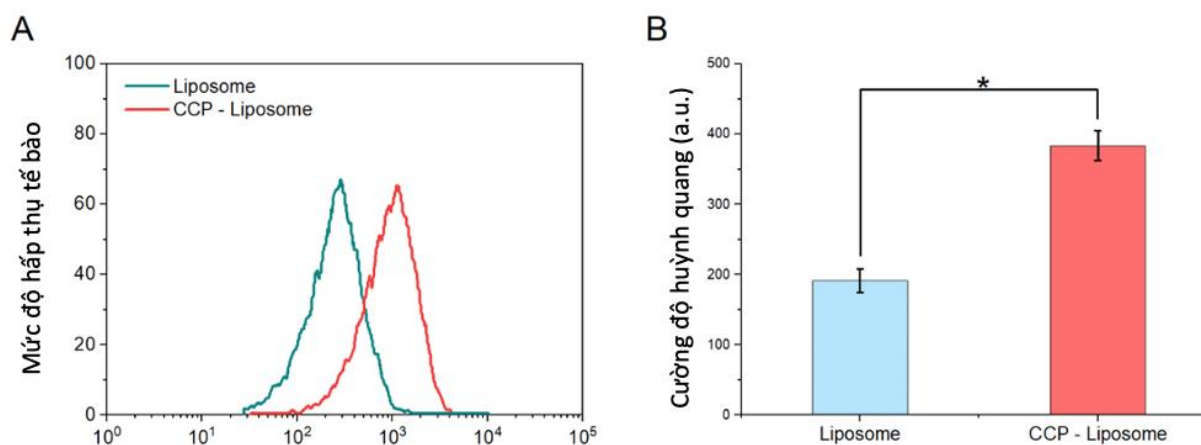 A
Mức độ hấp thụ tế bào
100
80
60
40
20
0
Liposome
CCP - Liposome
10⁰
10¹
10²
10³
10⁴
10⁵
B
Cường độ huỳnh quang (a.u.)
500
400
300
200
100
0
*
Liposome
CCP - Liposome